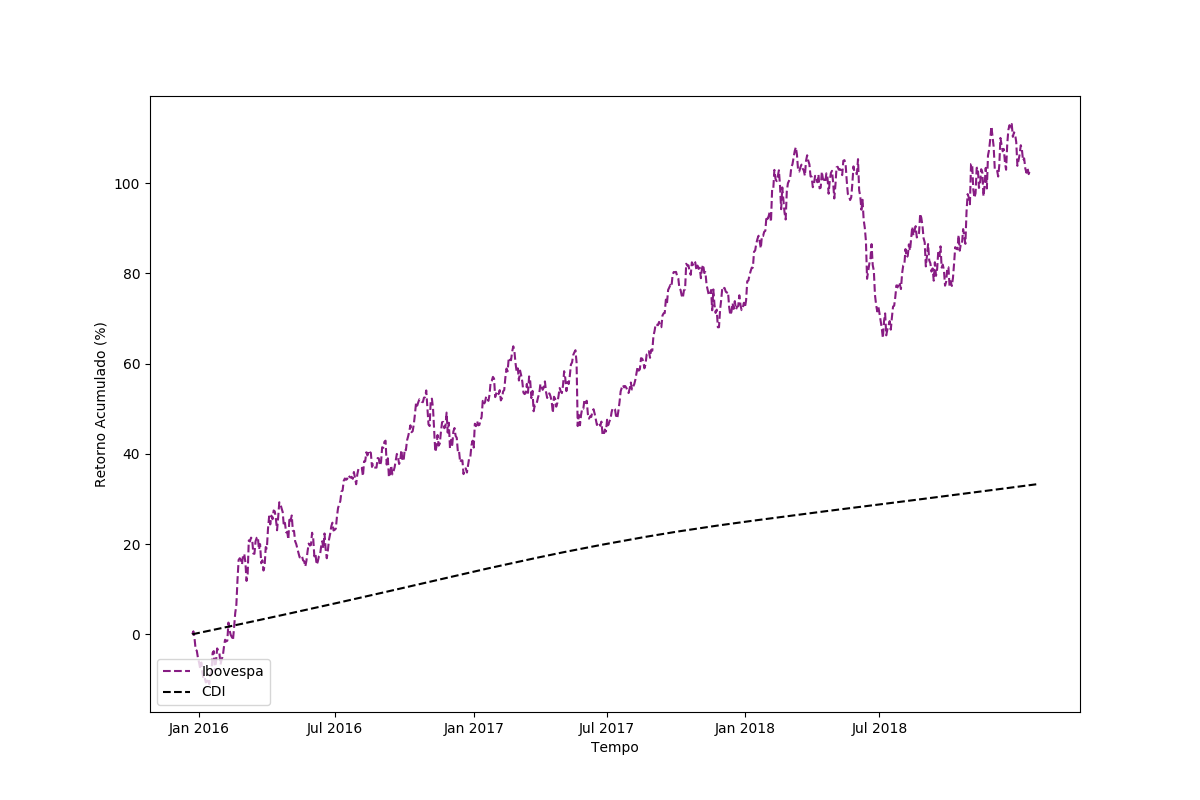 Retorno Acumulado (%)
100
80
60
40
20
0
Ibovespa
CDI
Jan 2016
Jul 2016
Jan 2017
Jul 2017
Jan 2018
Jul 2018
Tempo